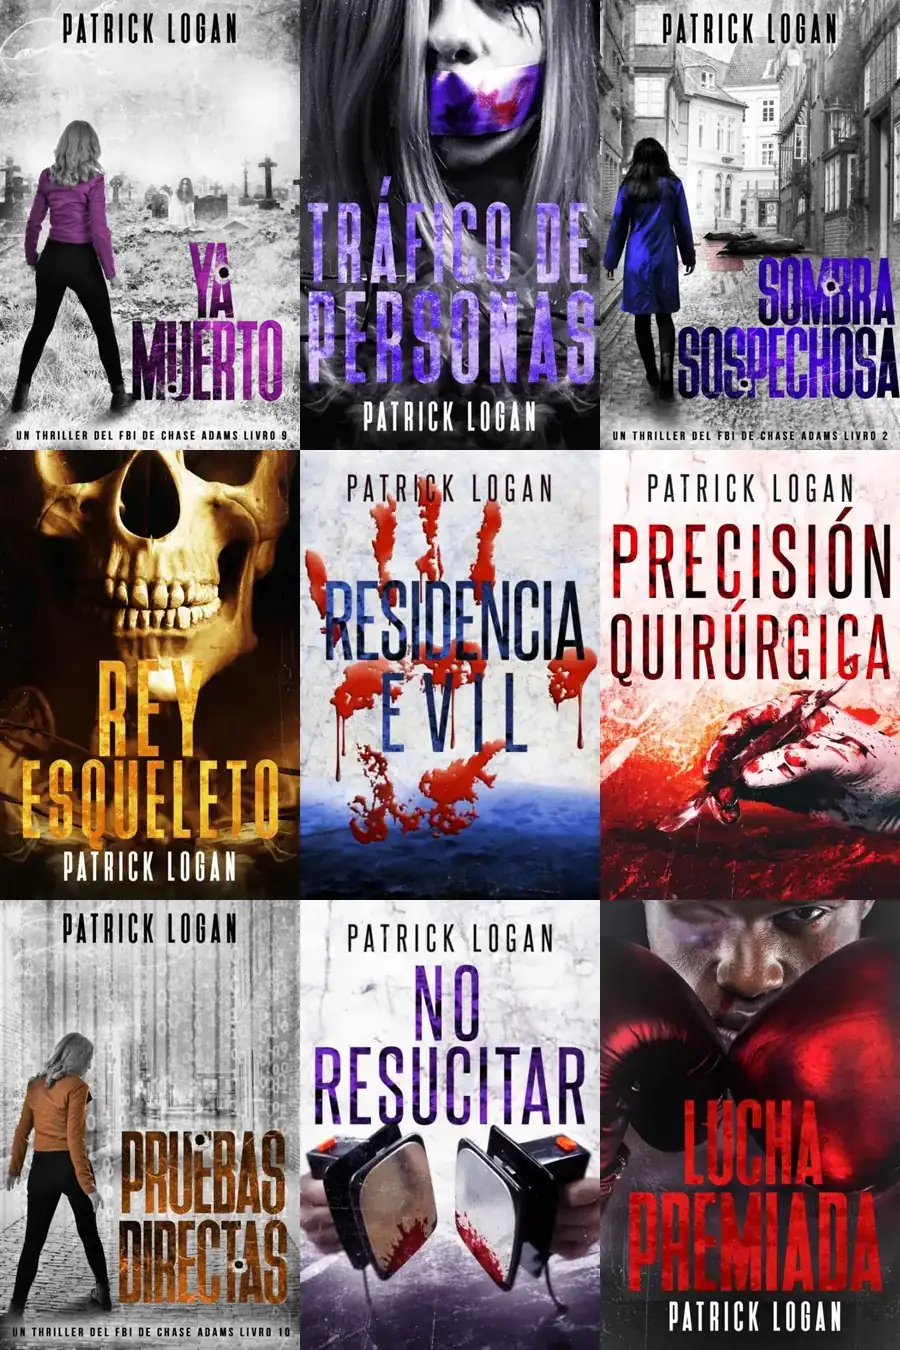 PATRICK LOGAN
YA
MUERTO
UN THRILLER DEL FBI DE CHASE ADAMS LIVRO 9
TRÁFICO DE
PERSONAS
PATRICK LOGAN
PATRICK LOGAN
SOMBRA
SOSPECHOSA
UN THRILLER DEL FBI DE CHASE ADAMS LIVRO 2
REY
ESQUELETO
PATRICK LOGAN
PATRICK LOGAN
RESIDENCIA
EVIL
PATRICK LOGAN
PRECISIÓN
QUIRÚRGICA
PATRICK LOGAN
PRUEBAS
DIRECTAS
UN THRILLER DEL FBI DE CHASE ADAMS LIVRO 10
PATRICK LOGAN
NO
RESUCITAR
LUCHA
PREMIADA
PATRICK LOGAN